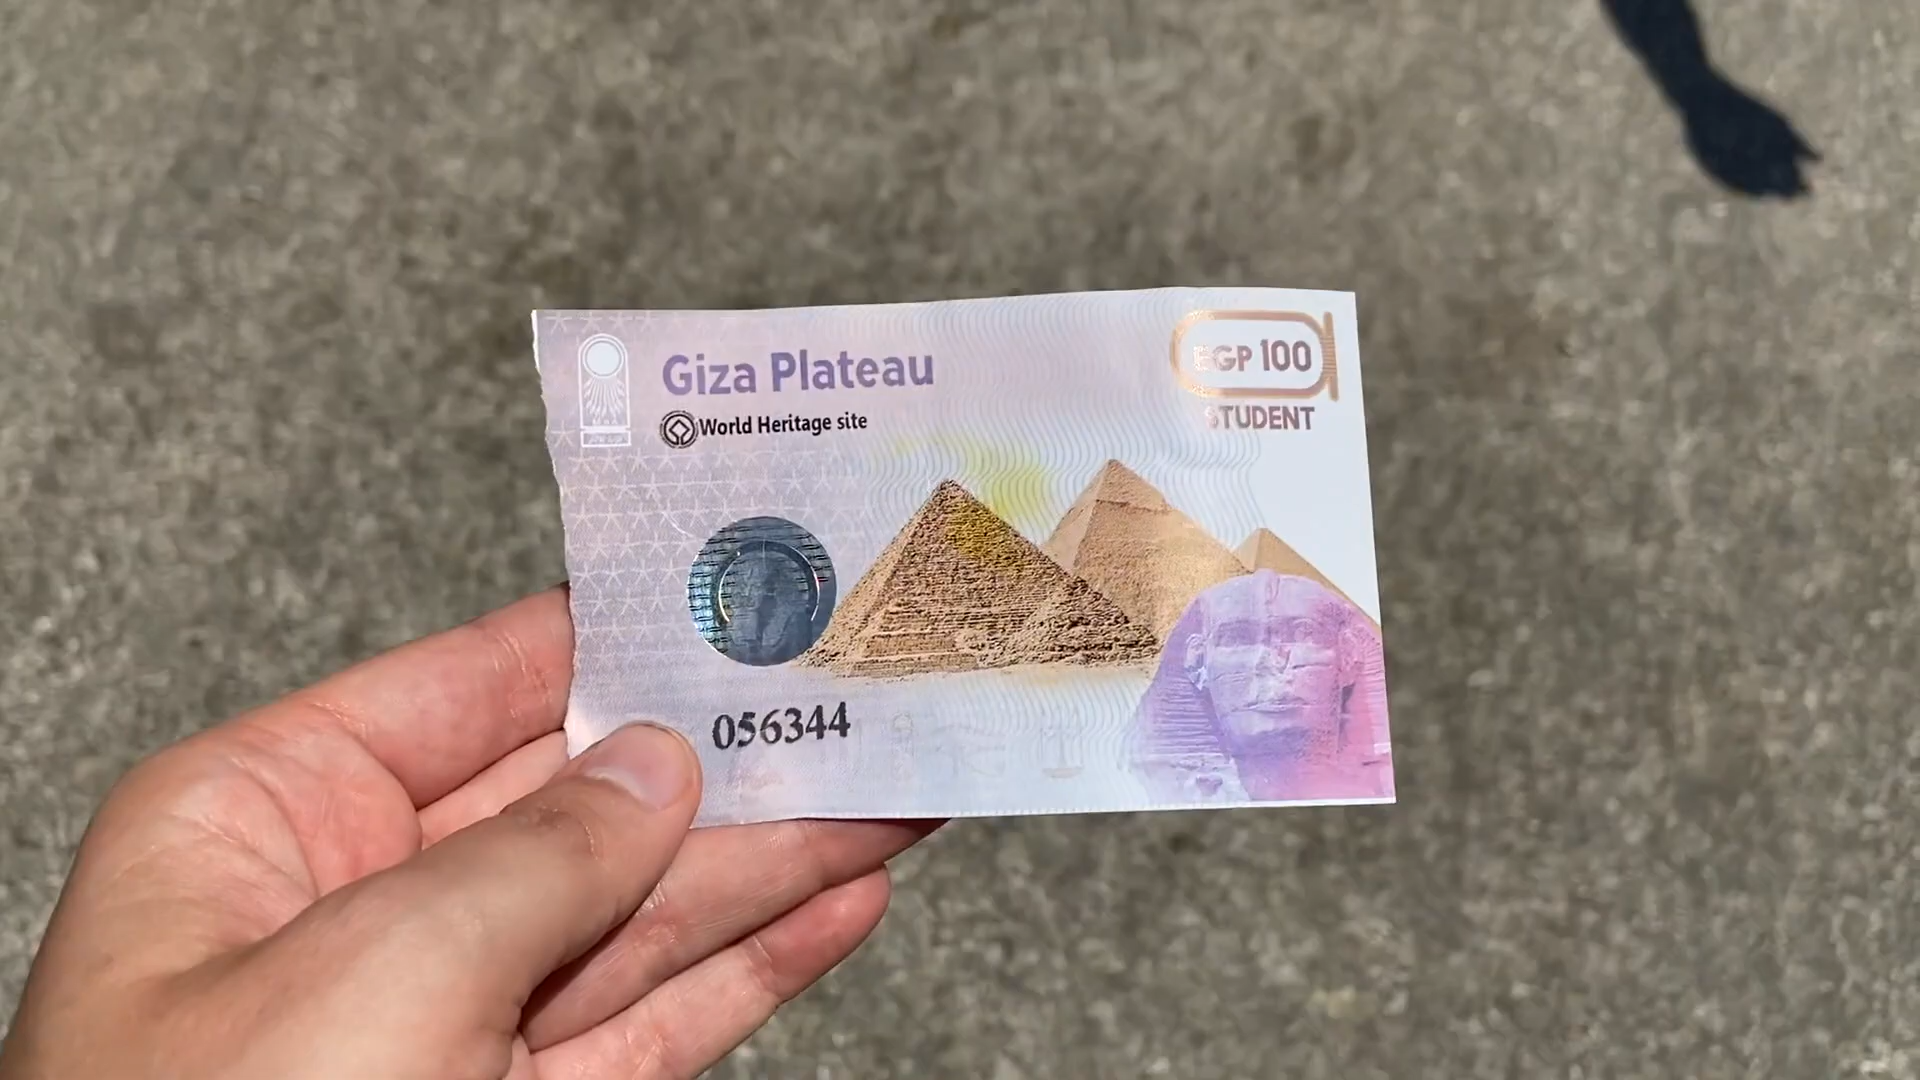 Giza Plateau
World Heritage site
EGP 100
STUDENT
056344